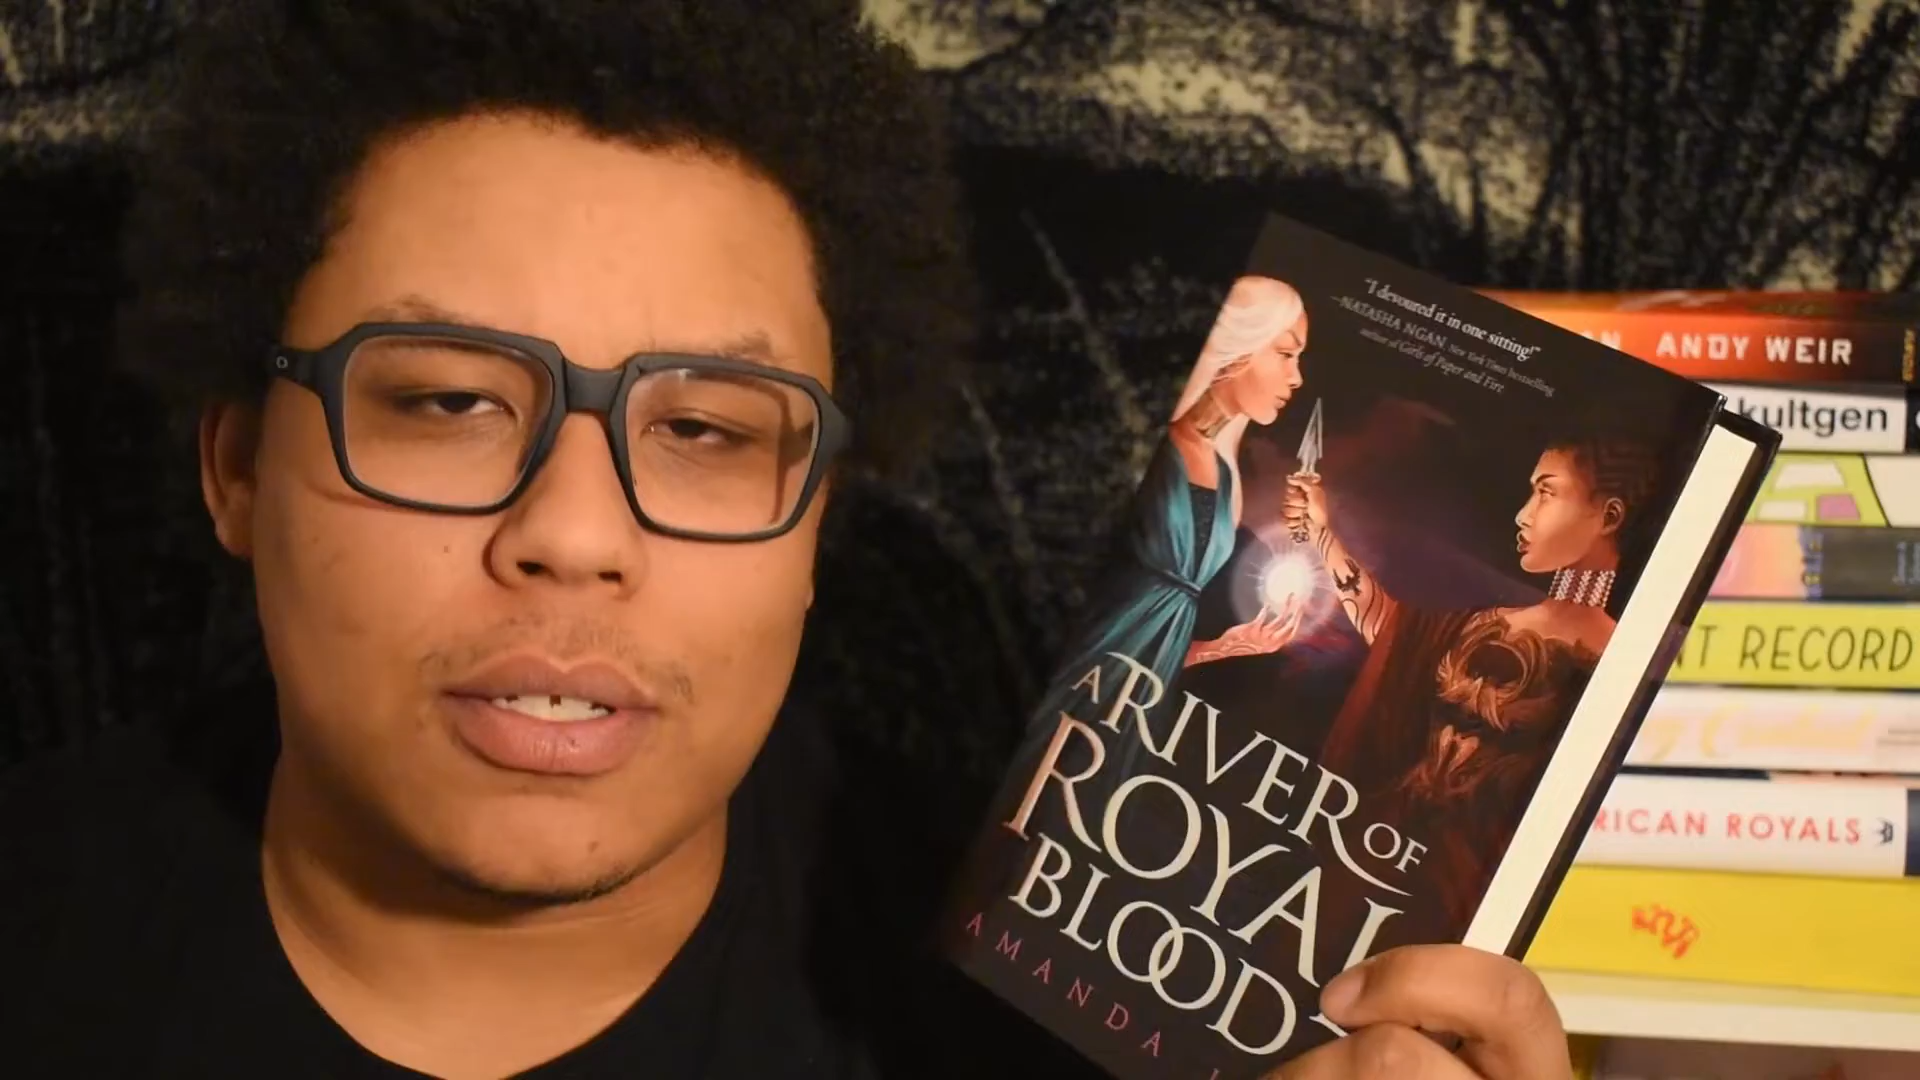 "I devoured it in one sitting!"
—NATASHA NGAN, New York Times bestselling
author of Girls of Paper and Fire
A RIVER OF
ROYAL
BLOOD
AMANDA
ANDY WEIR
kultgen
NT RECORD
RICAN ROYALS